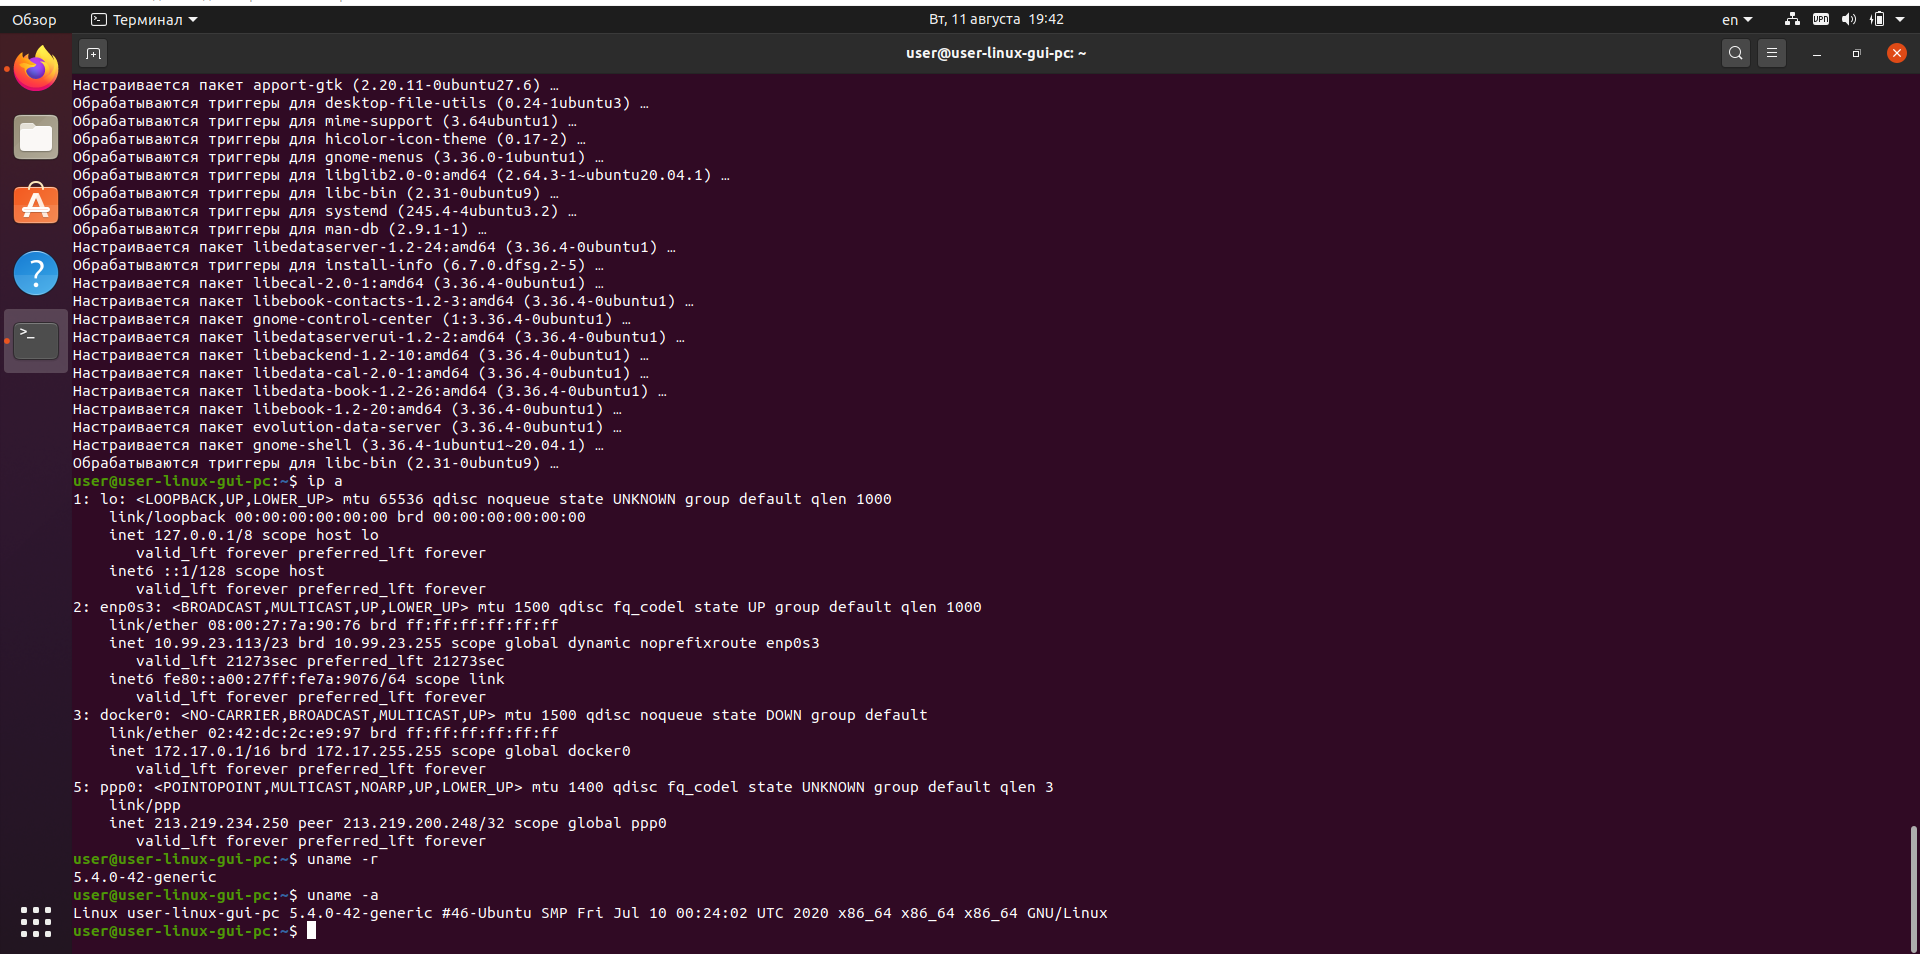 Обзор
Терминал
Вт, 11 августа 19:42
en
VPN
user@user-linux-gui-pc: ~
Настраивается пакет apport-gtk (2.20.11-0ubuntu27.6) …
Обрабатываются триггеры для desktop-file-utils (0.24-1ubuntu3) …
Обрабатываются триггеры для mime-support (3.64ubuntu1) …
Обрабатываются триггеры для hicolor-icon-theme (0.17-2) …
Обрабатываются триггеры для gnome-menus (3.36.0-1ubuntu1) …
Обрабатываются триггеры для libglib2.0-0:amd64 (2.64.3-1~ubuntu20.04.1) …
Обрабатываются триггеры для libc-bin (2.31-0ubuntu9) …
Обрабатываются триггеры для systemd (245.4-4ubuntu3.2) …
Обрабатываются триггеры для man-db (2.9.1-1) …
Настраивается пакет libedataserver-1.2-24:amd64 (3.36.4-0ubuntu1) …
Обрабатываются триггеры для install-info (6.7.0.dfsg.2-5) …
Настраивается пакет libecal-2.0-1:amd64 (3.36.4-0ubuntu1) …
Настраивается пакет libebook-contacts-1.2-3:amd64 (3.36.4-0ubuntu1) …
Настраивается пакет gnome-control-center (1:3.36.4-0ubuntu1) …
Настраивается пакет libedataserverui-1.2-2:amd64 (3.36.4-0ubuntu1) …
Настраивается пакет libebackend-1.2-10:amd64 (3.36.4-0ubuntu1) …
Настраивается пакет libedata-cal-2.0-1:amd64 (3.36.4-0ubuntu1) …
Настраивается пакет libedata-book-1.2-26:amd64 (3.36.4-0ubuntu1) …
Настраивается пакет libebook-1.2-20:amd64 (3.36.4-0ubuntu1) …
Настраивается пакет evolution-data-server (3.36.4-0ubuntu1) …
Настраивается пакет gnome-shell (3.36.4-1ubuntu1~20.04.1) …
Обрабатываются триггеры для libc-bin (2.31-0ubuntu9) …
user@user-linux-gui-pc:~$ ip a
1: lo: <LOOPBACK,UP,LOWER_UP> mtu 65536 qdisc noqueue state UNKNOWN group default qlen 1000
    link/loopback 00:00:00:00:00:00 brd 00:00:00:00:00:00
    inet 127.0.0.1/8 scope host lo
       valid_lft forever preferred_lft forever
    inet6 ::1/128 scope host
       valid_lft forever preferred_lft forever
2: enp0s3: <BROADCAST,MULTICAST,UP,LOWER_UP> mtu 1500 qdisc fq_codel state UP group default qlen 1000
    link/ether 08:00:27:7a:90:76 brd ff:ff:ff:ff:ff:ff
    inet 10.99.23.113/23 brd 10.99.23.255 scope global dynamic noprefixroute enp0s3
       valid_lft 21273sec preferred_lft 21273sec
    inet6 fe80::a00:27ff:fe7a:9076/64 scope link
       valid_lft forever preferred_lft forever
3: docker0: <NO-CARRIER,BROADCAST,MULTICAST,UP> mtu 1500 qdisc noqueue state DOWN group default
    link/ether 02:42:dc:2c:e9:97 brd ff:ff:ff:ff:ff:ff
    inet 172.17.0.1/16 brd 172.17.255.255 scope global docker0
       valid_lft forever preferred_lft forever
5: ppp0: <POINTOPOINT,MULTICAST,NOARP,UP,LOWER_UP> mtu 1400 qdisc fq_codel state UNKNOWN group default qlen 3
    link/ppp
    inet 213.219.234.250 peer 213.219.200.248/32 scope global ppp0
       valid_lft forever preferred_lft forever
user@user-linux-gui-pc:~$ uname -r
5.4.0-42-generic
user@user-linux-gui-pc:~$ uname -a
Linux user-linux-gui-pc 5.4.0-42-generic #46-Ubuntu SMP Fri Jul 10 00:24:02 UTC 2020 x86_64 x86_64 x86_64 GNU/Linux
user@user-linux-gui-pc:~$